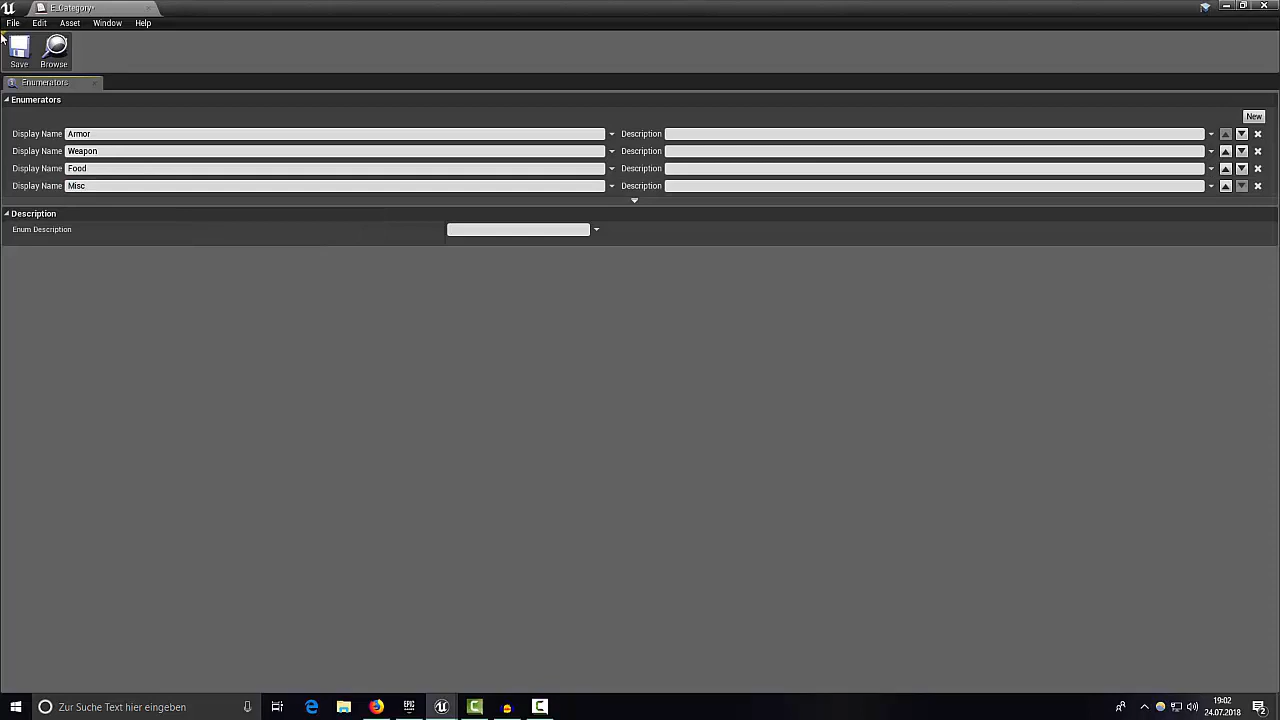 E_Category*
File Edit Asset Window Help
Save Browse
Enumerators
Enumerators
New
Display Name Armor Description
Display Name Weapon Description
Display Name Food Description
Display Name Misc Description
Description
Enum Description
Zur Suche Text hier eingeben
EPIC
19:02
24.07.2018
2